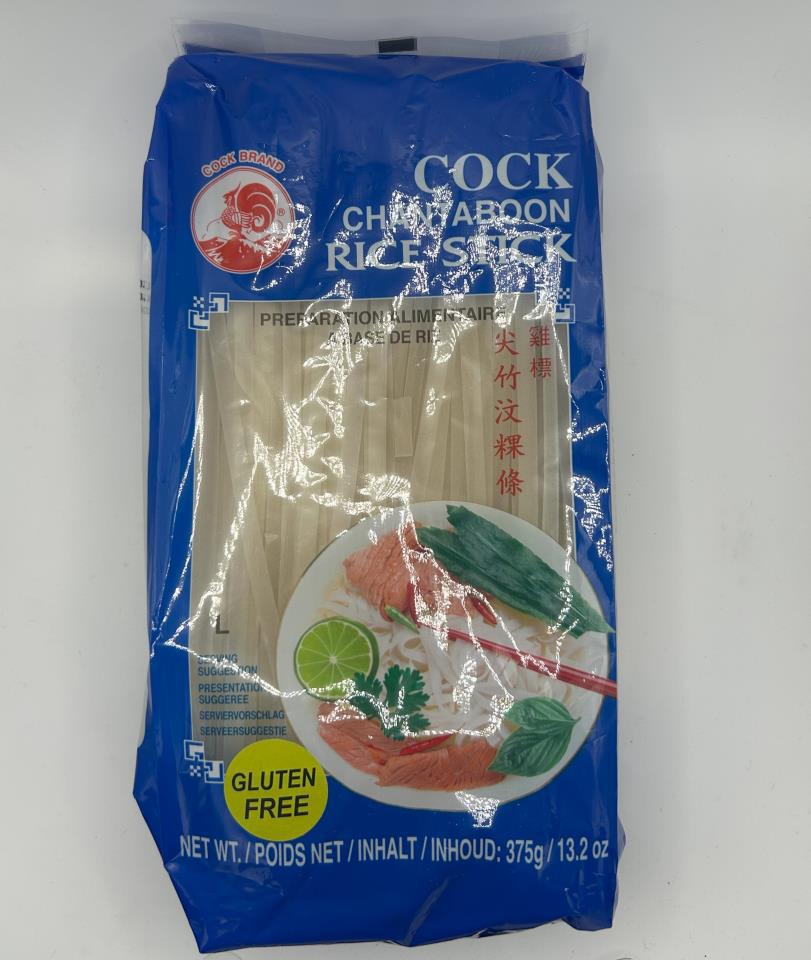 COCK BRAND
®
COCK
CHANTABOON
RICE STICK
PREPARATION ALIMENTAIRE
A BASE DE RIZ
雞標
尖竹汶粿條
L
SERVING
SUGGESTION
PRESENTATION
SUGGEREE
SERVIERVORSCHLAG
SERVEERSUGGESTIE
GLUTEN
FREE
NET WT. / POIDS NET / INHALT / INHOUD: 375g / 13.2 oz